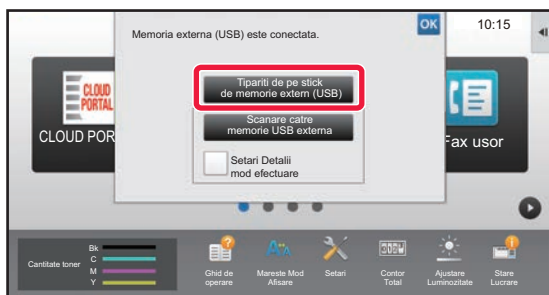 Memoria externa (USB) este conectata.
OK
10:15
Tipariti de pe stick
de memorie extern (USB)
Scanare catre
memorie USB externa
Setari Detalii
mod efectuare
CLOUD
PORTAL
CLOUD POR
Fax usor
Cantitate toner
Bk
C
M
Y
Ghid de
operare
Mareste Mod
Afisare
Setari
Contor
Total
Ajustare
Luminozitate
Stare
Lucrare